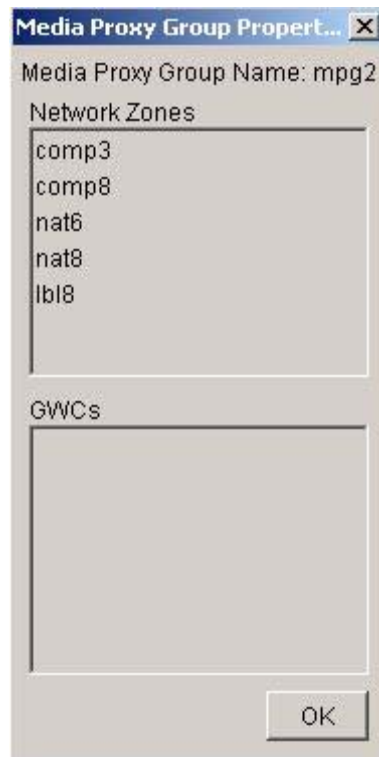 Media Proxy Group Propert...
Media Proxy Group Name: mpg2
Network Zones
comp3
comp8
nat6
nat8
lbl8
GWCs
OK